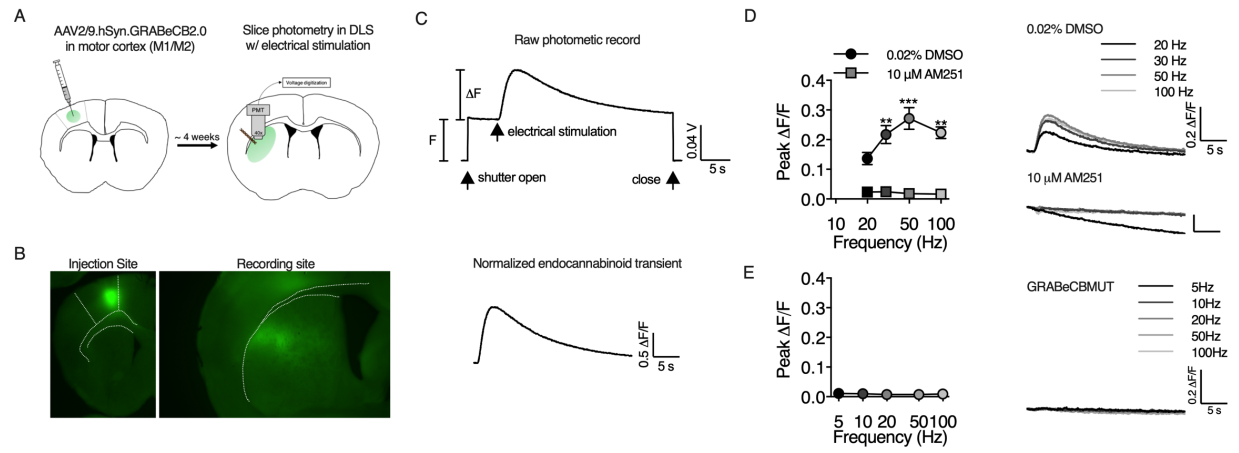 A
AAV2/9.hSyn.GRABeCB2.0
in motor cortex (M1/M2)
Slice photometry in DLS
w/ electrical stimulation
Voltage digitization
PMT
40x
~ 4 weeks
B
Injection Site
Recording site
C
Raw photometric record
ΔF
F
electrical stimulation
shutter open
close
0.04 V
5 s
Normalized endocannabinoid transient
0.5 ΔF/F
5 s
D
0.02% DMSO
10 μM AM251
0.4
0.3
0.2
0.1
0.0
Peak ΔF/F
**
***
**
10 20 50 100
Frequency (Hz)
0.02% DMSO
20 Hz
30 Hz
50 Hz
100 Hz
0.2 ΔF/F
5 s
10 μM AM251
E
0.4
0.3
0.2
0.1
0.0
Peak ΔF/F
5 10 20 50 100
Frequency (Hz)
GRABeCBMUT
5Hz
10Hz
20Hz
50Hz
100Hz
0.2 ΔF/F
5 s